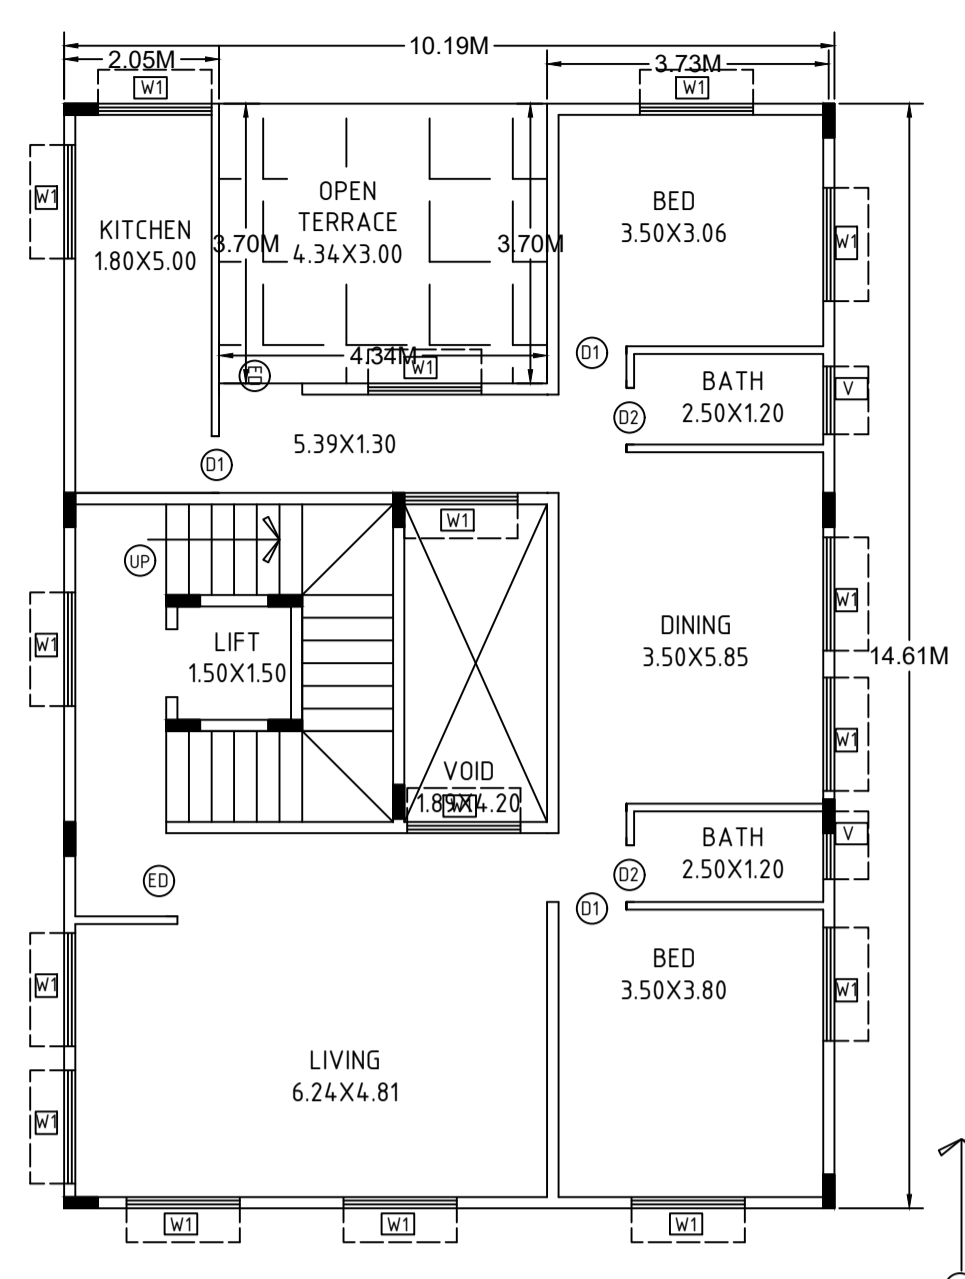 10.19M
2.05M
3.73M
W1
W1
W1
KITCHEN
1.80X5.00
OPEN
TERRACE
4.34X3.00
3.70M
3.70M
BED
3.50X3.06
W1
4.34M
W1
ED
D1
BATH
2.50X1.20
V
D2
5.39X1.30
D1
W1
UP
W1
LIFT
1.50X1.50
DINING
3.50X5.85
W1
14.61M
W1
VOID
1.89X4.20
W1
BATH
2.50X1.20
V
ED
D2
D1
BED
3.50X3.80
W1
W1
LIVING
6.24X4.81
W1
W1
W1
W1